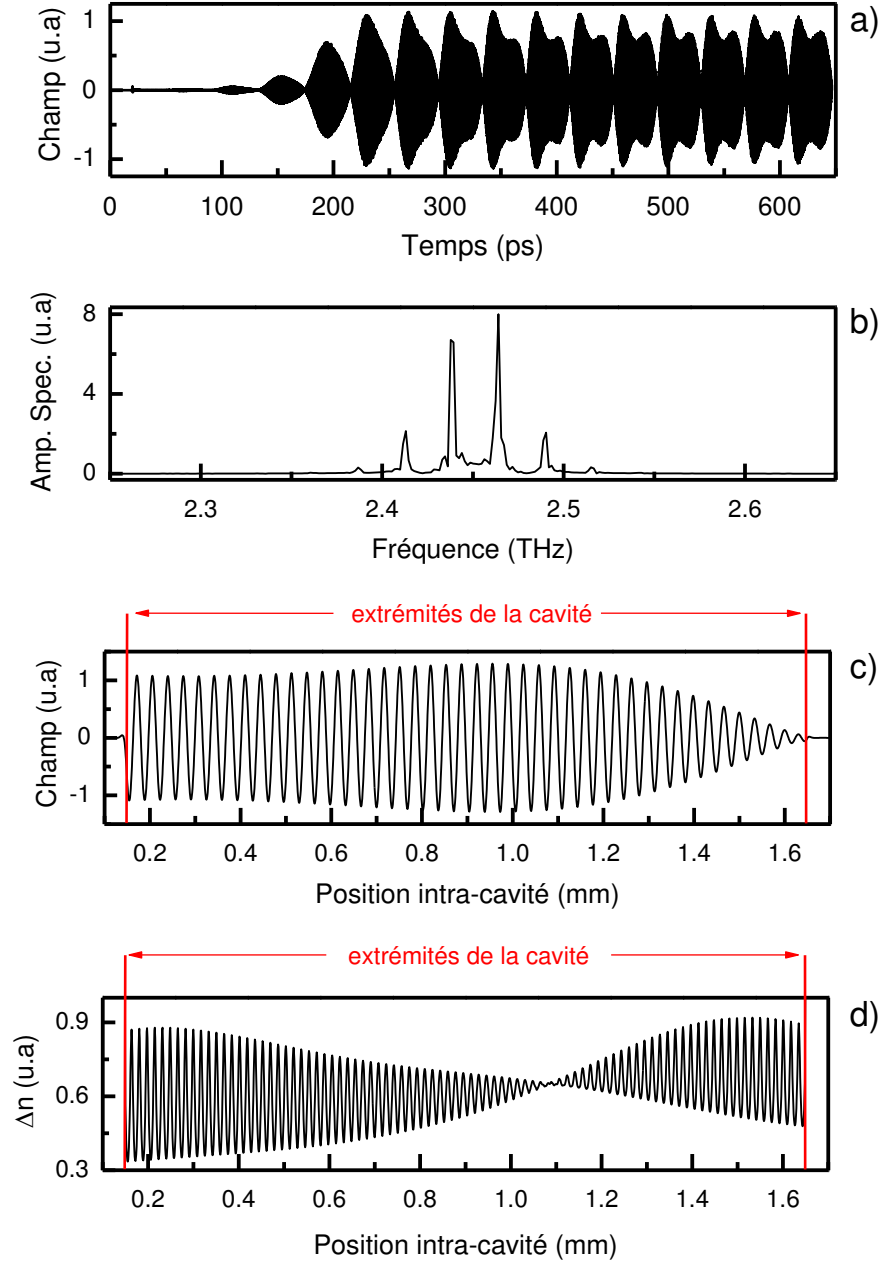 a)
Champ (u.a)
1
0
-1
0 100 200 300 400 500 600
Temps (ps)
b)
Amp. Spec. (u.a)
8
4
0
2.3 2.4 2.5 2.6
Fréquence (THz)
extrémités de la cavité
c)
Champ (u.a)
1
0
-1
0.2 0.4 0.6 0.8 1.0 1.2 1.4 1.6
Position intra-cavité (mm)
extrémités de la cavité
d)
Δn (u.a)
0.9
0.6
0.3
0.2 0.4 0.6 0.8 1.0 1.2 1.4 1.6
Position intra-cavité (mm)